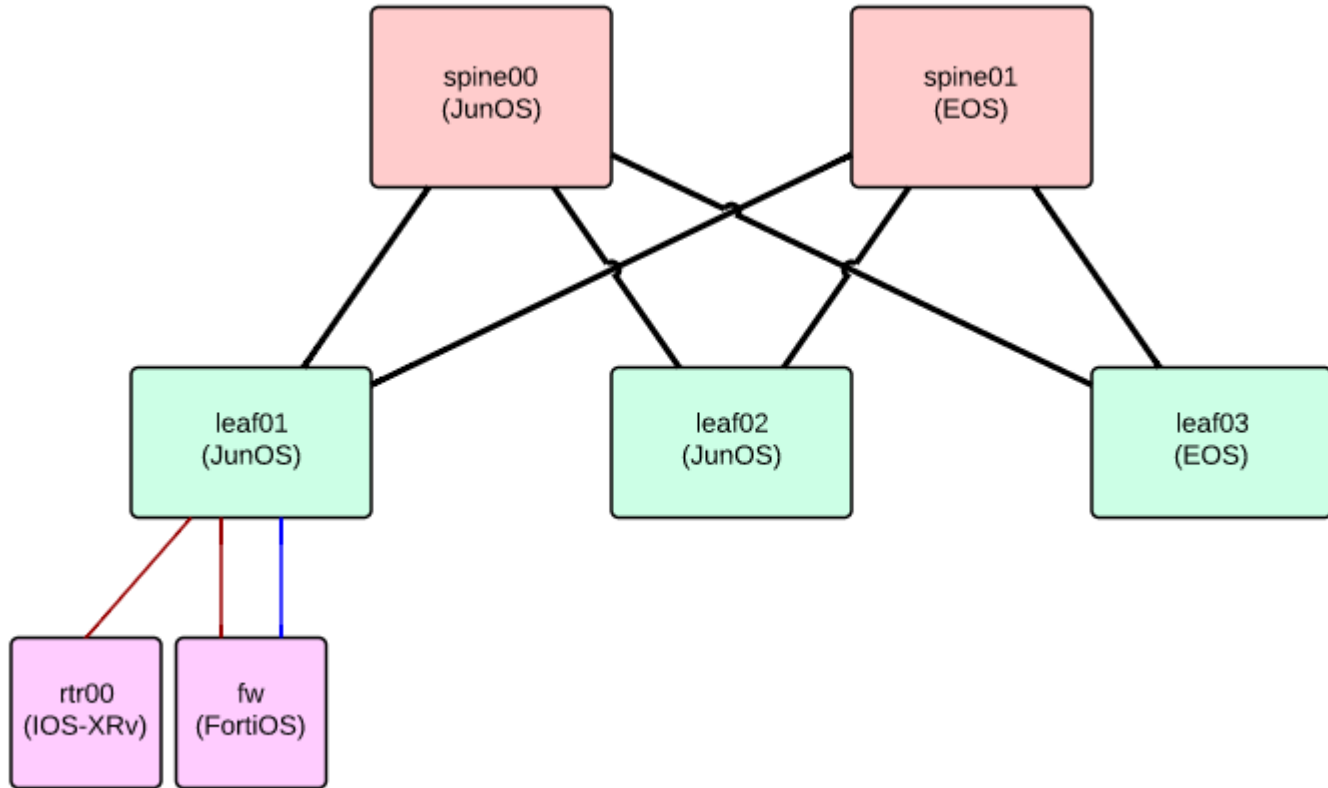 spine00
(JunOS)
spine01
(EOS)
leaf01
(JunOS)
leaf02
(JunOS)
leaf03
(EOS)
rtr00
(IOS-XRv)
fw
(FortiOS)